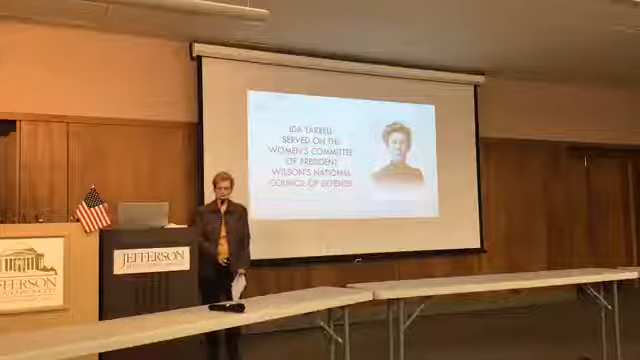 IDA TARBELL
SERVED ON THE
WOMEN'S COMMITTEE
OF PRESIDENT
WILSON'S NATIONAL
COUNCIL OF DEFENSE
JEFFERSON
JEFFERSON